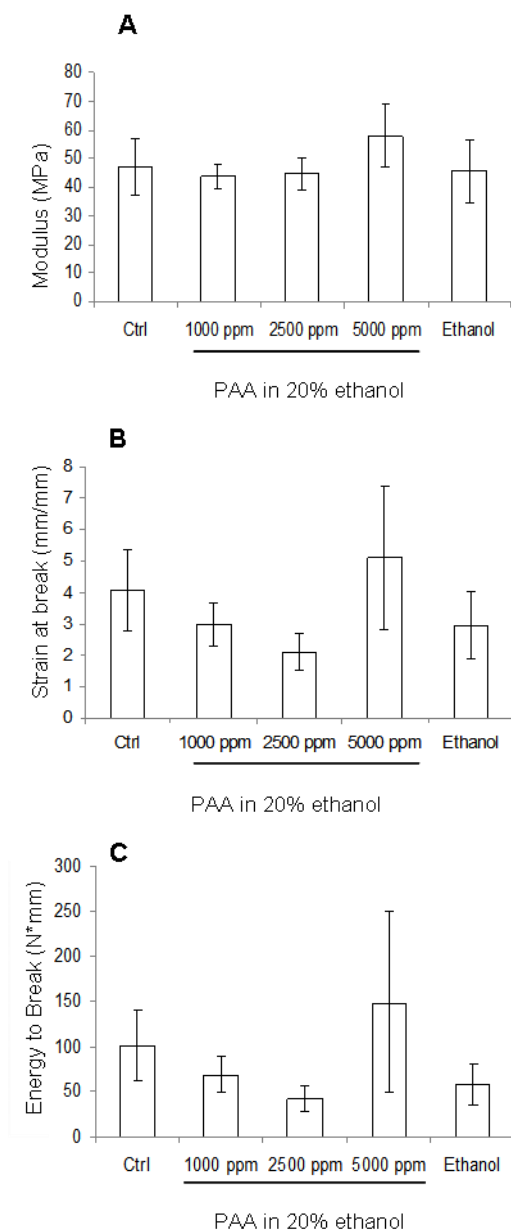 A
Modulus (MPa)
80
70
60
50
40
30
20
10
0
Ctrl 1000 ppm 2500 ppm 5000 ppm Ethanol
PAA in 20% ethanol
B
Strain at break (mm/mm)
8
7
6
5
4
3
2
1
0
Ctrl 1000 ppm 2500 ppm 5000 ppm Ethanol
PAA in 20% ethanol
C
Energy to Break (N*mm)
300
250
200
150
100
50
0
Ctrl 1000 ppm 2500 ppm 5000 ppm Ethanol
PAA in 20% ethanol